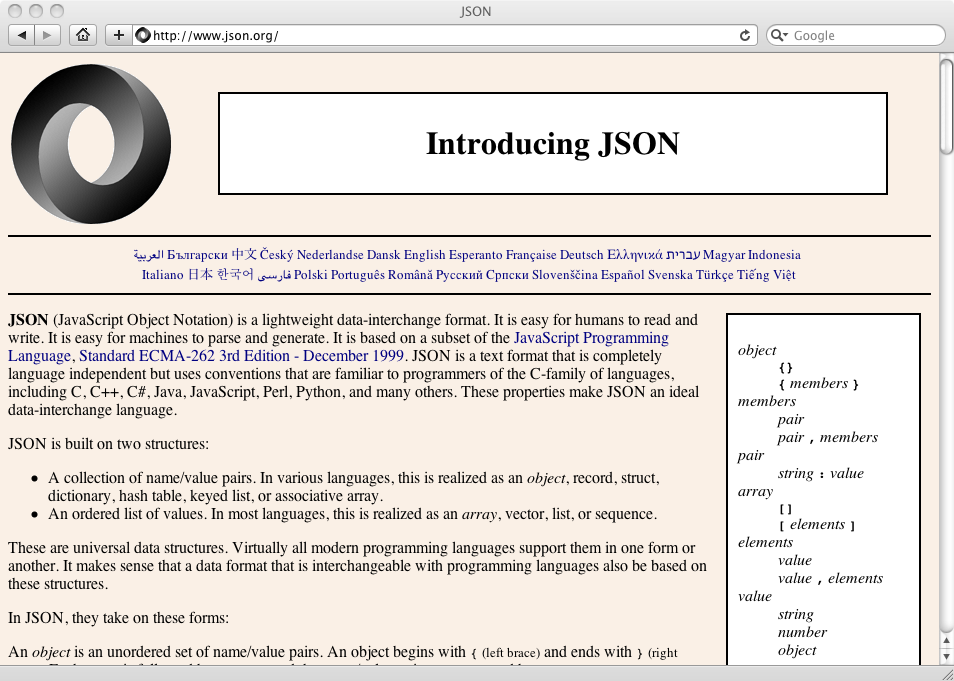 JSON
http://www.json.org/
Google
Introducing JSON
العربية Български 中文 Český Nederlandse Dansk English Esperanto Française Deutsch Ελληνικά עברית Magyar Indonesia
Italiano 日本 한국어 فارسی Polski Português Română Русский Српски Slovenščina Español Svenska Türkçe Tiếng Việt
JSON (JavaScript Object Notation) is a lightweight data-interchange format. It is easy for humans to read and
write. It is easy for machines to parse and generate. It is based on a subset of the JavaScript Programming
Language, Standard ECMA-262 3rd Edition - December 1999. JSON is a text format that is completely
language independent but uses conventions that are familiar to programmers of the C-family of languages,
including C, C++, C#, Java, JavaScript, Perl, Python, and many others. These properties make JSON an ideal
data-interchange language.
JSON is built on two structures:
• A collection of name/value pairs. In various languages, this is realized as an object, record, struct,
dictionary, hash table, keyed list, or associative array.
• An ordered list of values. In most languages, this is realized as an array, vector, list, or sequence.
These are universal data structures. Virtually all modern programming languages support them in one form or
another. It makes sense that a data format that is interchangeable with programming languages also be based on
these structures.
In JSON, they take on these forms:
An object is an unordered set of name/value pairs. An object begins with { (left brace) and ends with } (right
object
{}
{ members }
members
pair
pair , members
pair
string : value
array
[]
[ elements ]
elements
value
value , elements
value
string
number
object